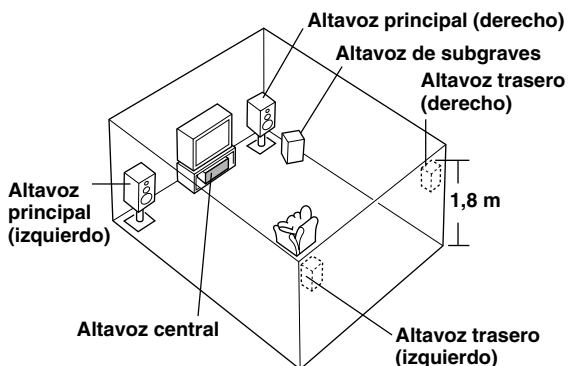 Altavoz principal (derecho)
Altavoz de subgraves
Altavoz trasero
(derecho)
1,8 m
Altavoz
principal
(izquierdo)
Altavoz central
Altavoz trasero
(izquierdo)